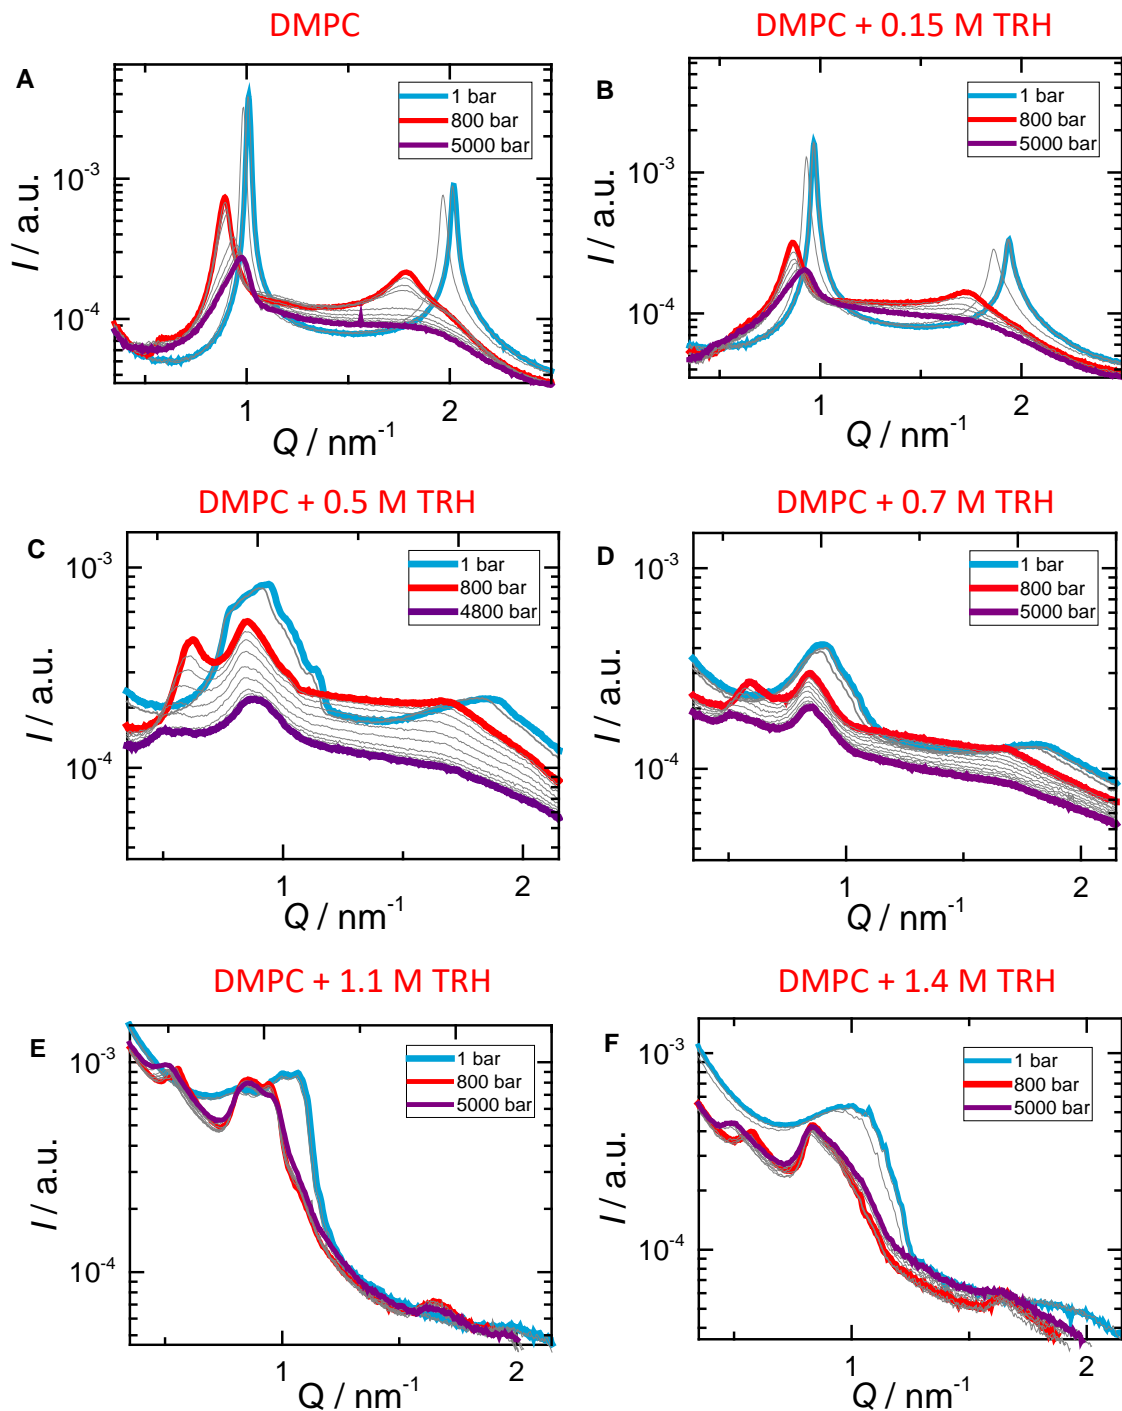 DMPC
A
1 bar
800 bar
5000 bar
10-3
10-4
I / a.u.
1
2
Q / nm-1
DMPC + 0.15 M TRH
B
1 bar
800 bar
5000 bar
10-3
10-4
I / a.u.
1
2
Q / nm-1
DMPC + 0.5 M TRH
C
1 bar
800 bar
4800 bar
10-3
10-4
I / a.u.
1
2
Q / nm-1
DMPC + 0.7 M TRH
D
1 bar
800 bar
5000 bar
10-3
10-4
I / a.u.
1
2
Q / nm-1
DMPC + 1.1 M TRH
E
1 bar
800 bar
5000 bar
10-3
10-4
I / a.u.
1
2
Q / nm-1
DMPC + 1.4 M TRH
F
1 bar
800 bar
5000 bar
10-3
10-4
I / a.u.
1
2
Q / nm-1